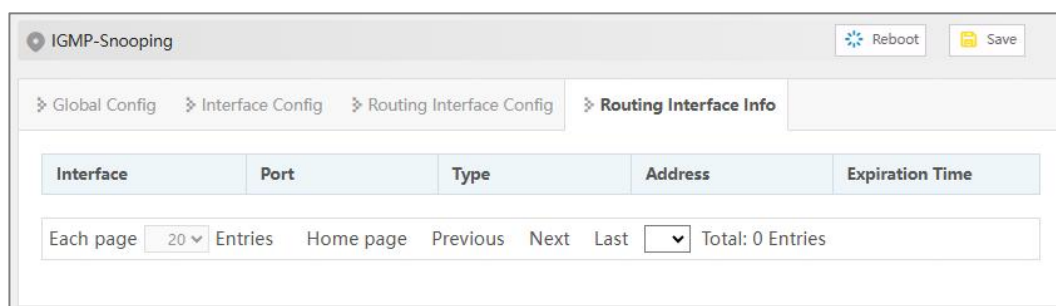 IGMP-Snooping Reboot Save
Global Config Interface Config Routing Interface Config Routing Interface Info
Interface Port Type Address Expiration Time
Each page 20 Entries Home page Previous Next Last Total: 0 Entries